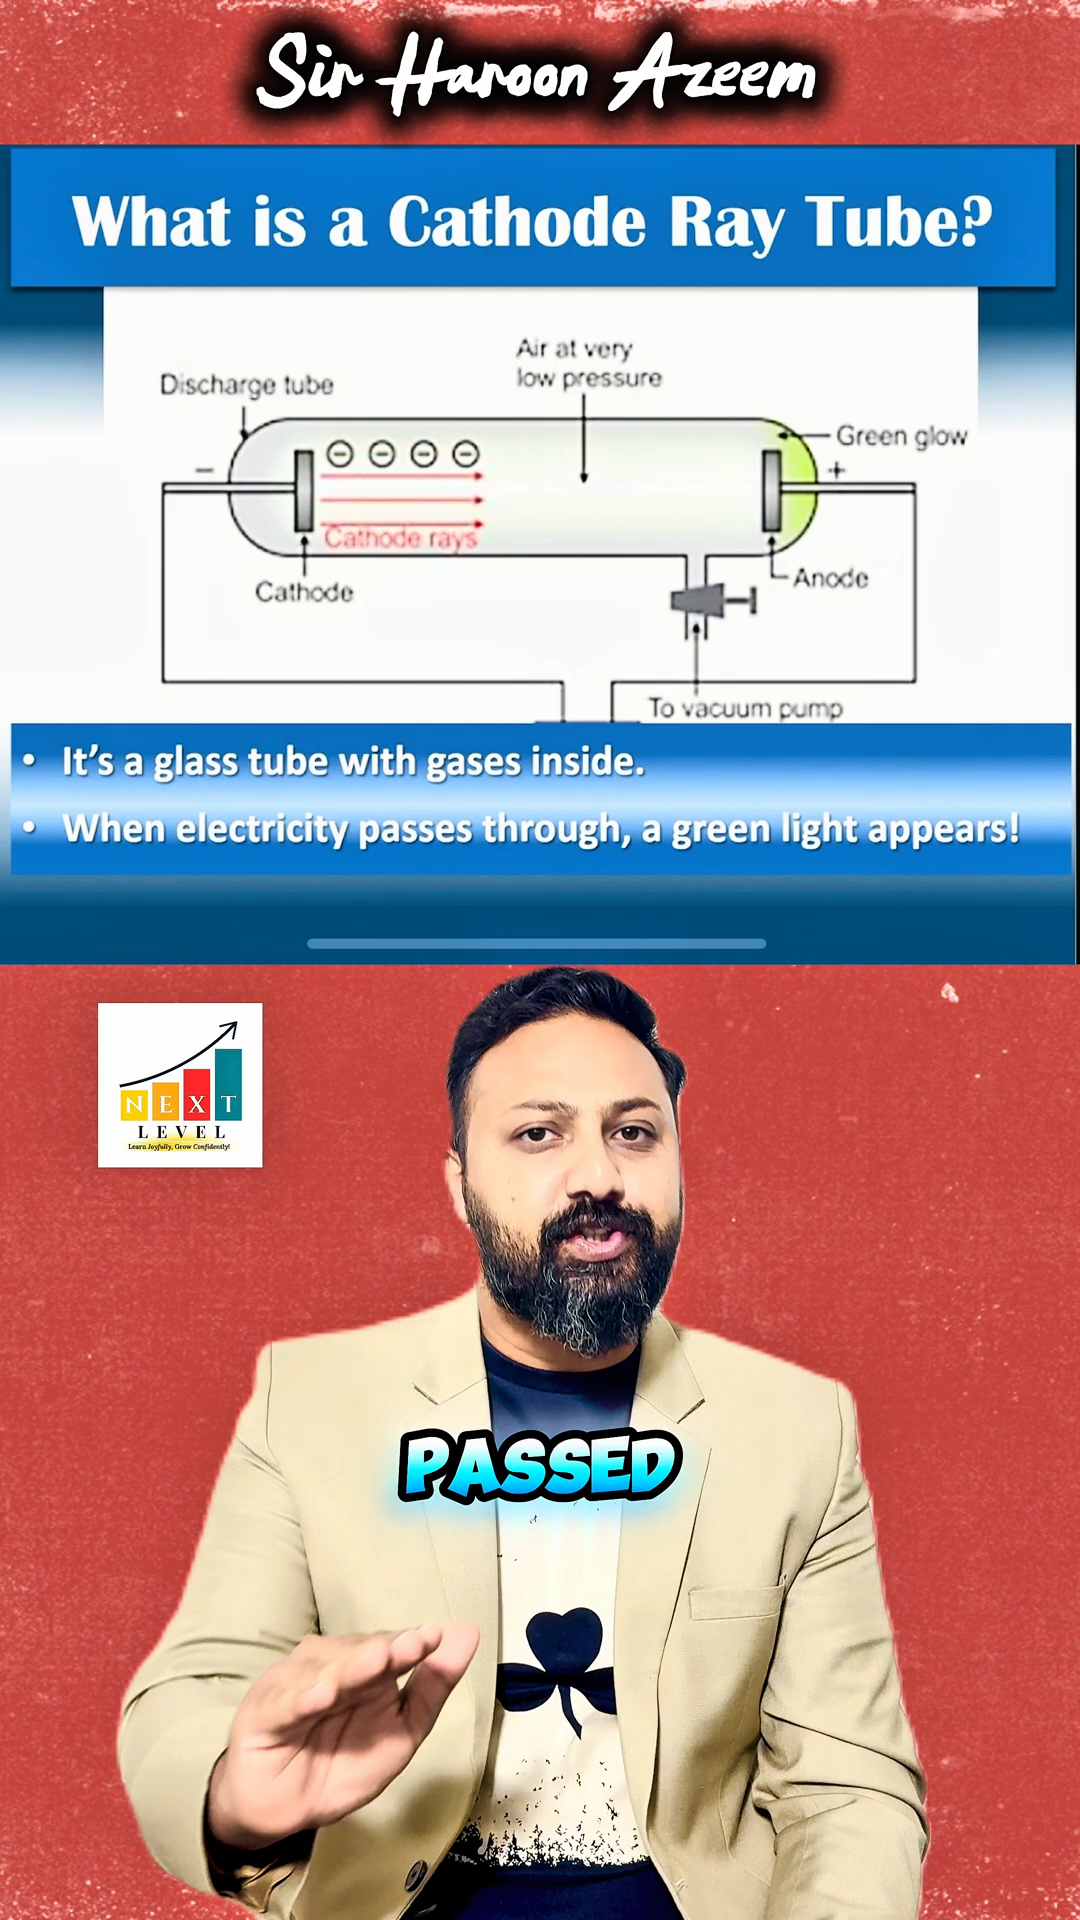 Sir Haroon Azeem
What is a Cathode Ray Tube?
Air at very
low pressure
Discharge tube
Green glow
−
+
Cathode rays
Cathode
Anode
To vacuum pump
• It’s a glass tube with gases inside.
• When electricity passes through, a green light appears!
NEXT
LEVEL
Learn Joyfully, Grow Confidently!
PASSED